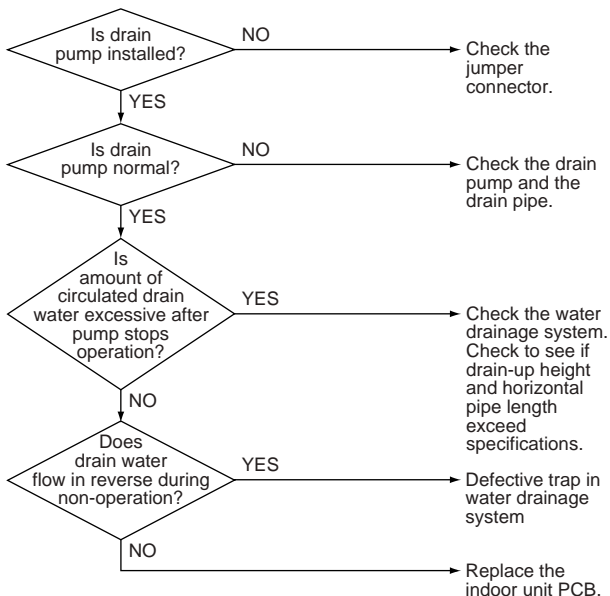 Is drain
pump installed?
NO
Check the
jumper
connector.
YES
Is drain
pump normal?
NO
Check the drain
pump and the
drain pipe.
YES
Is
amount of
circulated drain
water excessive after
pump stops
operation?
YES
Check the water
drainage system.
Check to see if
drain-up height
and horizontal
pipe length
exceed
specifications.
NO
Does
drain water
flow in reverse during
non-operation?
YES
Defective trap in
water drainage
system
NO
Replace the
indoor unit PCB.